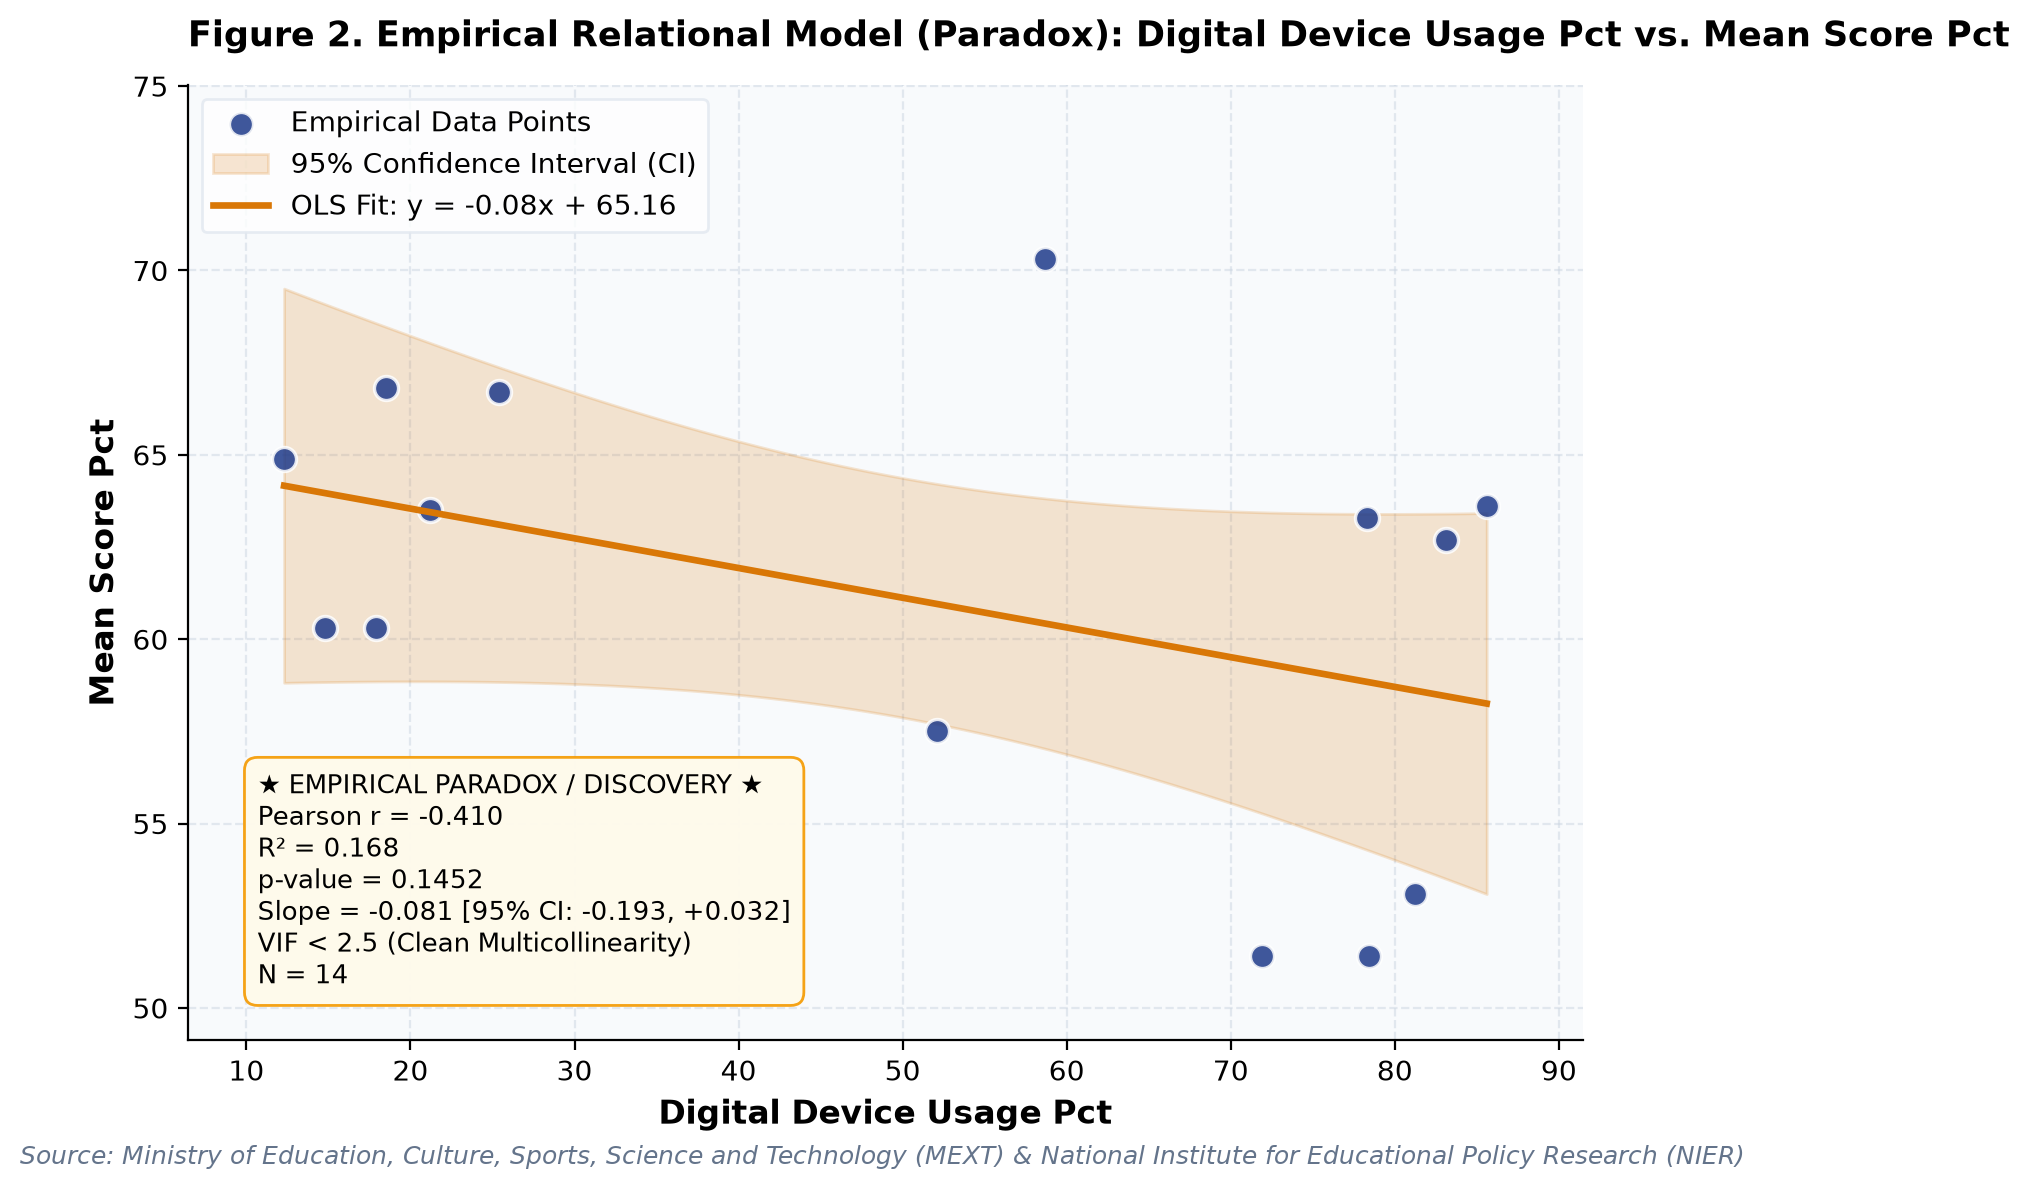 Figure 2. Empirical Relational Model (Paradox): Digital Device Usage Pct vs. Mean Score Pct
75
70
65
60
55
50
Mean Score Pct
Empirical Data Points
95% Confidence Interval (CI)
OLS Fit: y = -0.08x + 65.16
★ EMPIRICAL PARADOX / DISCOVERY ★
Pearson r = -0.410
R² = 0.168
p-value = 0.1452
Slope = -0.081 [95% CI: -0.193, +0.032]
VIF < 2.5 (Clean Multicollinearity)
N = 14
10 20 30 40 50 60 70 80 90
Digital Device Usage Pct
Source: Ministry of Education, Culture, Sports, Science and Technology (MEXT) & National Institute for Educational Policy Research (NIER)